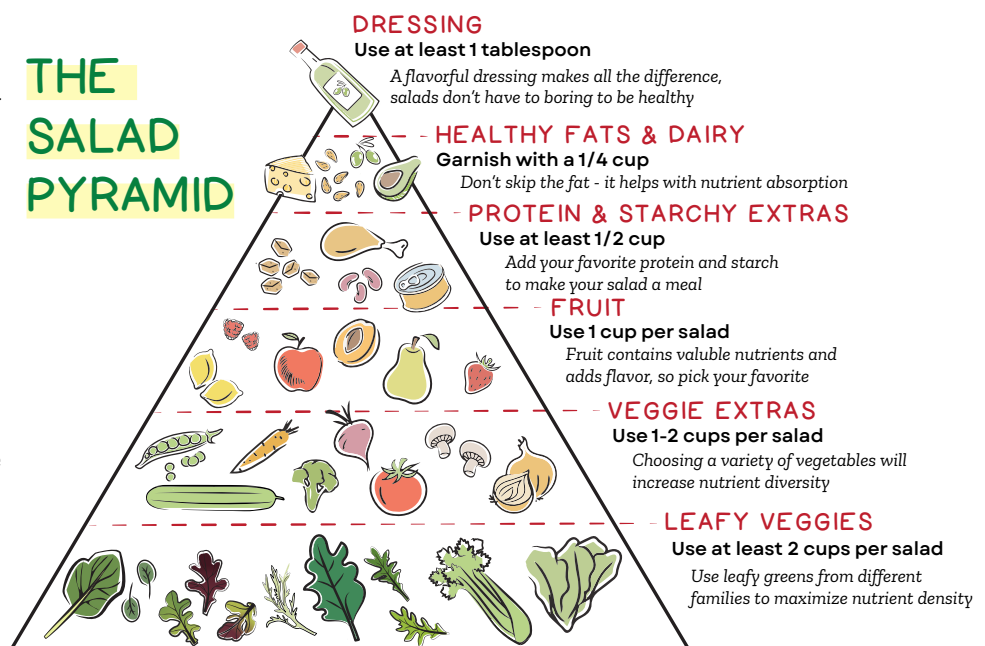 THE
SALAD
PYRAMID
DRESSING
Use at least 1 tablespoon
A flavorful dressing makes all the difference,
salads don't have to boring to be healthy
HEALTHY FATS & DAIRY
Garnish with a 1/4 cup
Don't skip the fat - it helps with nutrient absorption
PROTEIN & STARCHY EXTRAS
Use at least 1/2 cup
Add your favorite protein and starch
to make your salad a meal
FRUIT
Use 1 cup per salad
Fruit contains valuble nutrients and
adds flavor, so pick your favorite
VEGGIE EXTRAS
Use 1-2 cups per salad
Choosing a variety of vegetables will
increase nutrient diversity
LEAFY VEGGIES
Use at least 2 cups per salad
Use leafy greens from different
families to maximize nutrient density